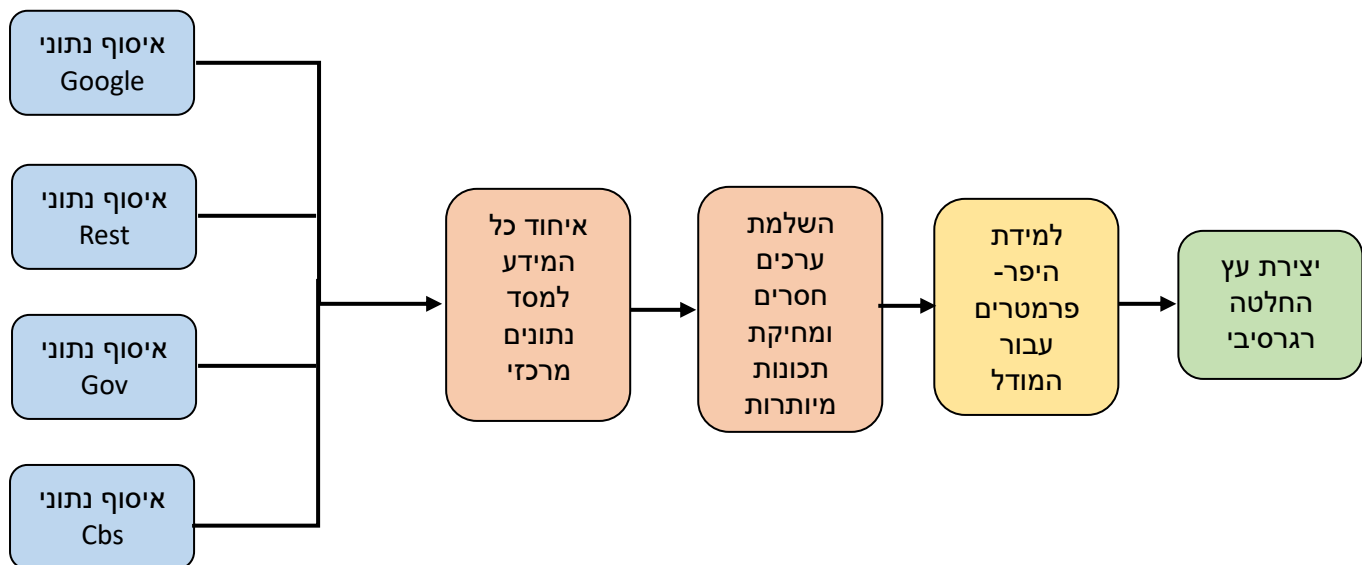 איסוף נתוני
Google
איסוף נתוני
Rest
איסוף נתוני
Gov
איסוף נתוני
Cbs
איחוד כל
המידע
למסד
נתונים
מרכזי
השלמת
ערכים
חסרים
ומחיקת
תכונות
מיותרות
למידת
היפר-
פרמטרים
עבור
המודל
יצירת עץ
החלטה
רגרסיבי